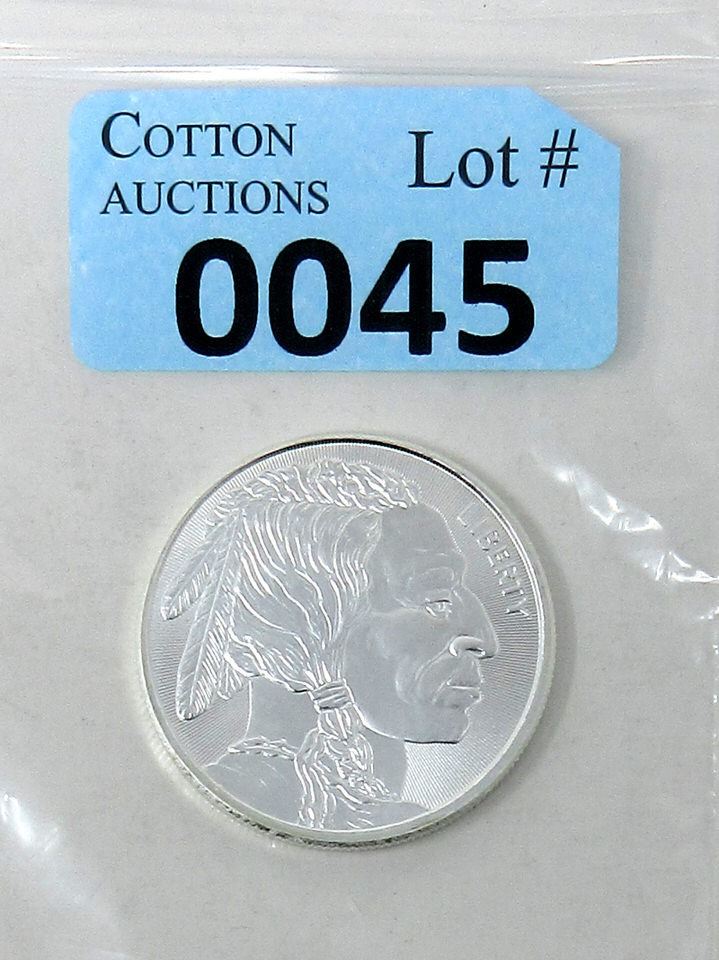 COTTON
AUCTIONS
Lot #
0045
LIBERTY